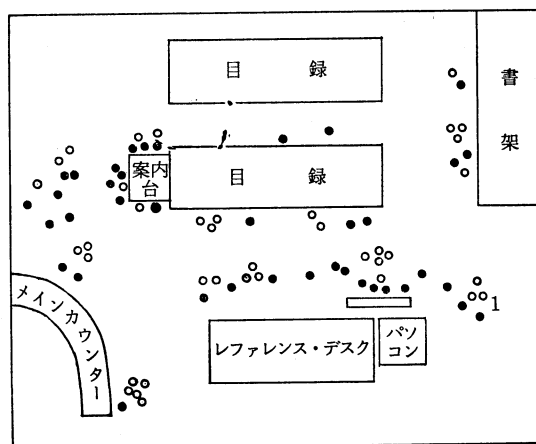 目 録
書架
案内台
目 録
メインカウンター
レファレンス・デスク
パソコン
1